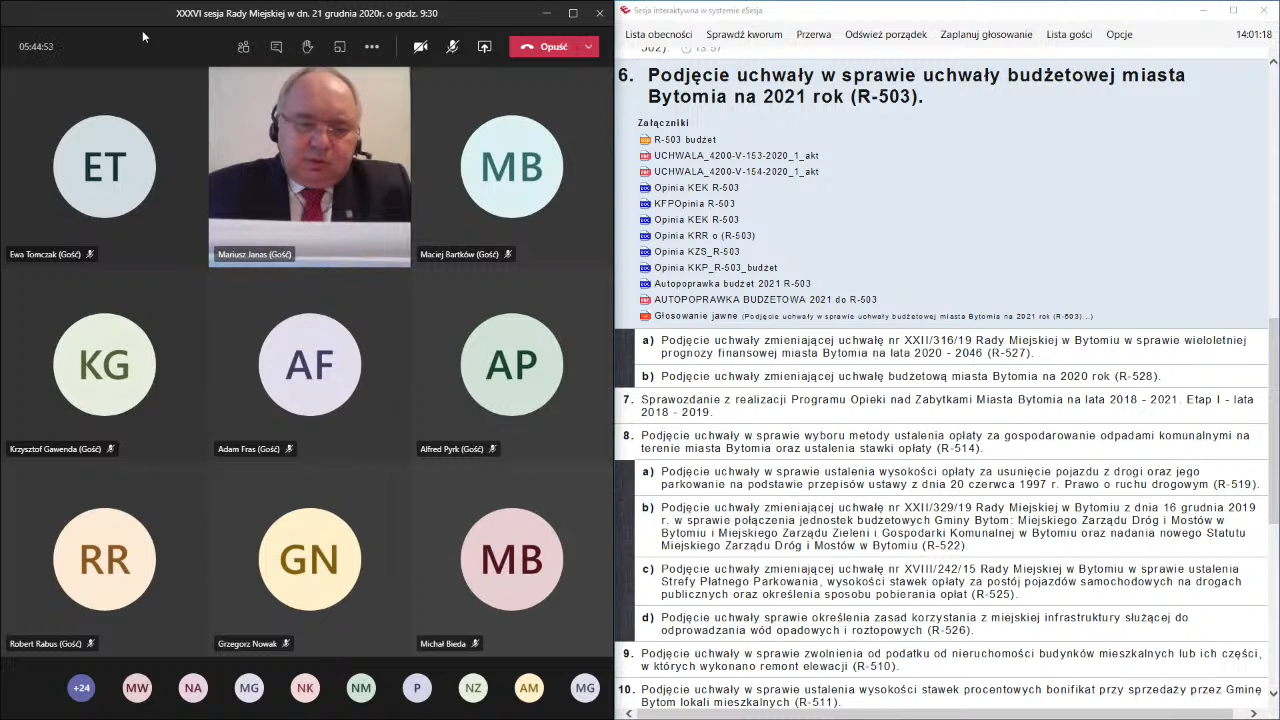 XXXVI sesja Rady Miejskiej w dn. 21 grudnia 2020r. o godz. 9:30
05:44:53
Opuść
ET
MB
Ewa Tomczak (Gość)
Mariusz Janas (Gość)
Maciej Bartków (Gość)
KG
AF
AP
Krzysztof Gawenda (Gość)
Adam Fras (Gość)
Alfred Pyrk (Gość)
RR
GN
MB
Robert Rabus (Gość)
Grzegorz Nowak
Michał Bieda
+24
MW
NA
MG
NK
NM
P
NZ
AM
MG
Sesja interaktywna w systemie eSesja
Lista obecności
Sprawdź kworum
Przerwa
Odśwież porządek
Zaplanuj głosowanie
Lista gości
Opcje
14:01:18
502). 13:57
6. Podjęcie uchwały w sprawie uchwały budżetowej miasta
Bytomia na 2021 rok (R-503).
Załączniki
R-503 budżet
UCHWALA_4200-V-153-2020_1_akt
UCHWALA_4200-V-154-2020_1_akt
Opinia KEK R-503
KFPOpinia R-503
Opinia KEK R-503
Opinia KRR o (R-503)
Opinia KZS_R-503
Opinia KKP_R-503_budżet
Autopoprawka budżet 2021 R-503
AUTOPOPRAWKA BUDZETOWA 2021 do R-503
Głosowanie jawne (Podjęcie uchwały w sprawie uchwały budżetowej miasta Bytomia na 2021 rok (R-503)...)
a) Podjęcie uchwały zmieniającej uchwałę nr XXII/316/19 Rady Miejskiej w Bytomiu w sprawie wieloletniej
prognozy finansowej miasta Bytomia na lata 2020 - 2046 (R-527).
b) Podjęcie uchwały zmieniającej uchwałę budżetową miasta Bytomia na 2020 rok (R-528).
7. Sprawozdanie z realizacji Programu Opieki nad Zabytkami Miasta Bytomia na lata 2018 - 2021. Etap I - lata
2018 - 2019.
8. Podjęcie uchwały w sprawie wyboru metody ustalenia opłaty za gospodarowanie odpadami komunalnymi na
terenie miasta Bytomia oraz ustalenia stawki opłaty (R-514).
a) Podjęcie uchwały w sprawie ustalenia wysokości opłaty za usunięcie pojazdu z drogi oraz jego
parkowanie na podstawie przepisów ustawy z dnia 20 czerwca 1997 r. Prawo o ruchu drogowym (R-519).
b) Podjęcie uchwały zmieniającej uchwałę nr XXII/329/19 Rady Miejskiej w Bytomiu z dnia 16 grudnia 2019
r. w sprawie połączenia jednostek budżetowych Gminy Bytom: Miejskiego Zarządu Dróg i Mostów w
Bytomiu i Miejskiego Zarządu Zieleni i Gospodarki Komunalnej w Bytomiu oraz nadania nowego Statutu
Miejskiego Zarządu Dróg i Mostów w Bytomiu (R-522)
c) Podjęcie uchwały zmieniającej uchwałę nr XVIII/242/15 Rady Miejskiej w Bytomiu w sprawie ustalenia
Strefy Płatnego Parkowania, wysokości stawek opłaty za postój pojazdów samochodowych na drogach
publicznych oraz określenia sposobu pobierania opłat (R-525).
d) Podjęcie uchwały sprawie określenia zasad korzystania z miejskiej infrastruktury służącej do
odprowadzania wód opadowych i roztopowych (R-526).
9. Podjęcie uchwały w sprawie zwolnienia od podatku od nieruchomości budynków mieszkalnych lub ich części,
w których wykonano remont elewacji (R-510).
10. Podjęcie uchwały w sprawie ustalenia wysokości stawek procentowych bonifikat przy sprzedaży przez Gminę
Bytom lokali mieszkalnych (R-511).